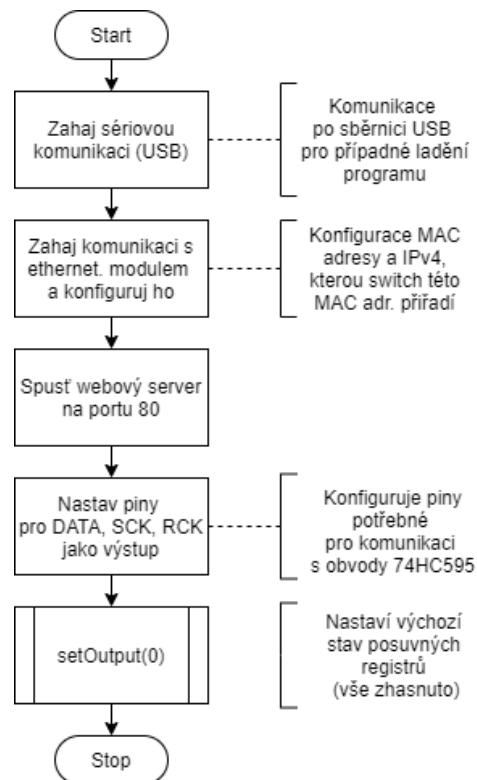 Start
Zahaj sériovou
komunikaci (USB)
Komunikace
po sběrnici USB
pro případné ladění
programu
Zahaj komunikaci s
ethernet. modulem
a konfiguruj ho
Konfigurace MAC
adresy a IPv4,
kterou switch této
MAC adr. přiřadí
Spusť webový server
na portu 80
Nastav piny
pro DATA, SCK, RCK
jako výstup
Konfiguruje piny
potřebné
pro komunikaci
s obvody 74HC595
setOutput(0)
Nastaví výchozí
stav posuvných
registrů
(vše zhasnuto)
Stop